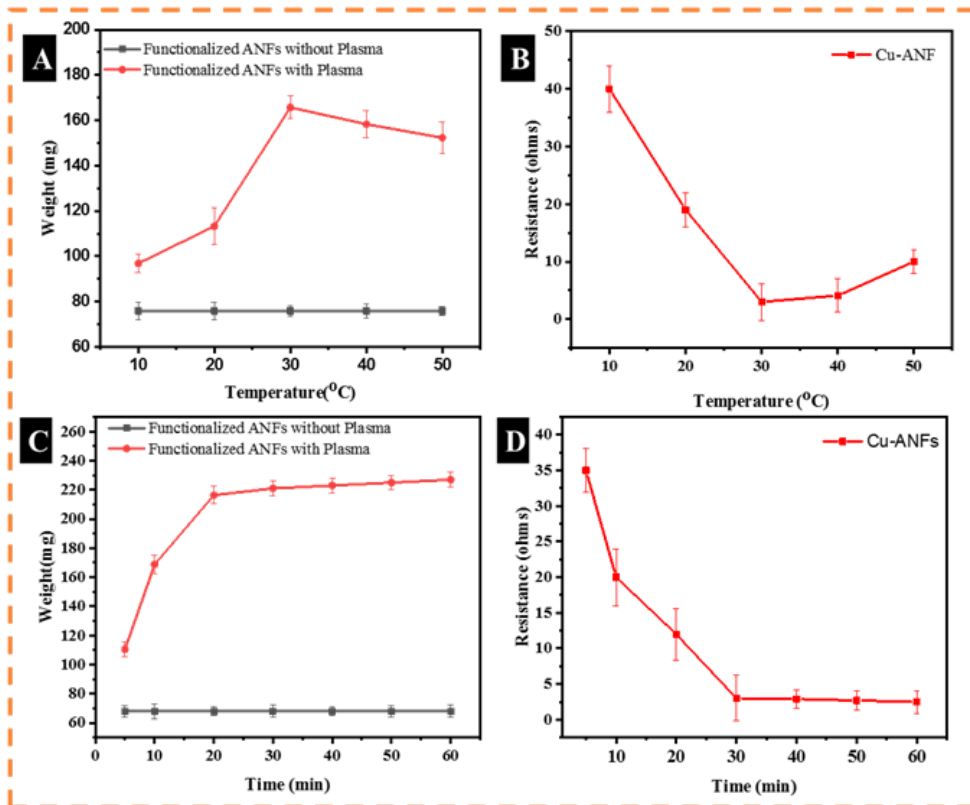 A
Functionalized ANFs without Plasma
Functionalized ANFs with Plasma
200
180
160
140
120
100
80
60
Weight (mg)
10 20 30 40 50
Temperature(°C)
B
Cu-ANF
50
40
30
20
10
0
Resistance (ohms)
10 20 30 40 50
Temperature (°C)
C
Functionalized ANFs without Plasma
Functionalized ANFs with Plasma
260
240
220
200
180
160
140
120
100
80
60
Weight(mg)
0 10 20 30 40 50 60
Time (min)
D
Cu-ANFs
40
35
30
25
20
15
10
5
0
Resistance (ohms)
10 20 30 40 50 60
Time (min)